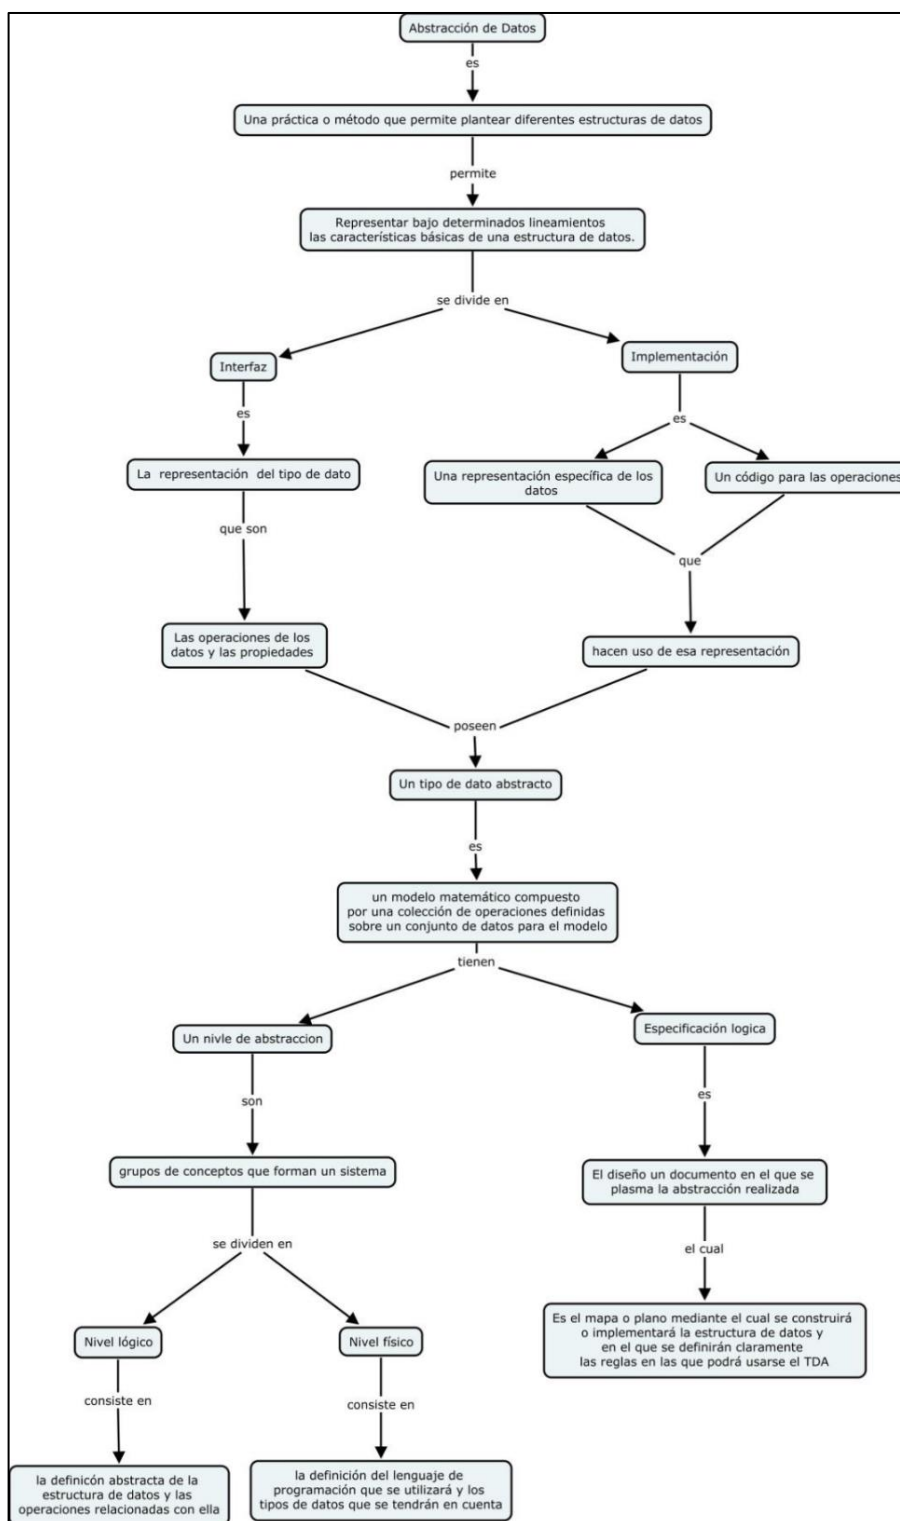 Abstracción de Datos
es
Una práctica o método que permite plantear diferentes estructuras de datos
permite
Representar bajo determinados lineamientos
las características básicas de una estructura de datos.
se divide en
Interfaz
Implementación
es
es
La representación del tipo de dato
Una representación específica de los
datos
Un código para las operaciones
que son
que
Las operaciones de los
datos y las propiedades
hacen uso de esa representación
poseen
Un tipo de dato abstracto
es
un modelo matemático compuesto
por una colección de operaciones definidas
sobre un conjunto de datos para el modelo
tienen
Un nivle de abstraccion
Especificación logica
son
es
grupos de conceptos que forman un sistema
El diseño un documento en el que se
plasma la abstracción realizada
se dividen en
el cual
Nivel lógico
Nivel físico
Es el mapa o plano mediante el cual se construirá
o implementará la estructura de datos y
en el que se definirán claramente
las reglas en las que podrá usarse el TDA
consiste en
consiste en
la definicón abstracta de la
estructura de datos y las
operaciones relacionadas con ella
la definición del lenguaje de
programación que se utilizará y los
tipos de datos que se tendrán en cuenta